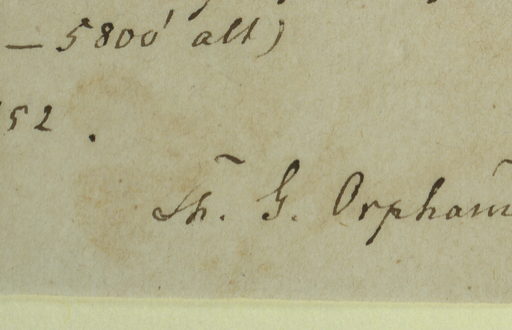 – 5800' alt)
52.
Th. G. Orpham